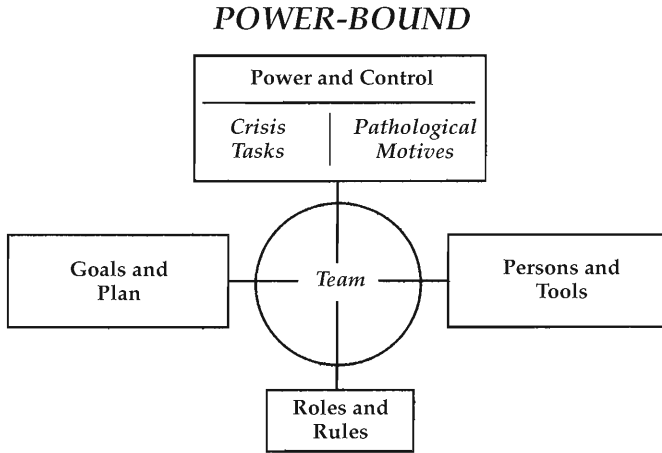 POWER-BOUND
Power and Control
Crisis
Tasks
Pathological
Motives
Goals and
Plan
Team
Persons and
Tools
Roles and
Rules